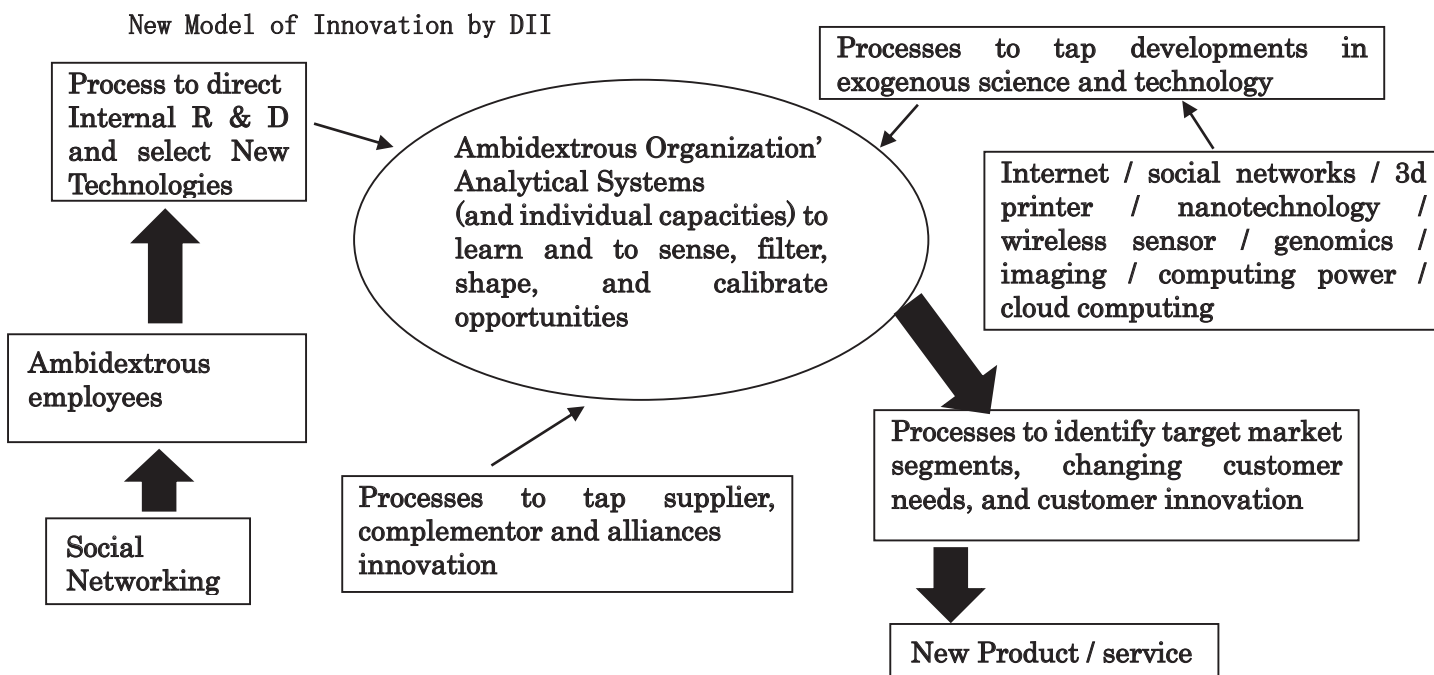 New Model of Innovation by DII
Process to direct
Internal R & D
and select New
Technologies
Ambidextrous Organization’
Analytical Systems
(and individual capacities) to
learn and to sense, filter,
shape, and calibrate
opportunities
Processes to tap developments in
exogenous science and technology
Internet / social networks / 3d
printer / nanotechnology /
wireless sensor / genomics /
imaging / computing power /
cloud computing
Ambidextrous
employees
Social
Networking
Processes to tap supplier,
complementor and alliances
innovation
Processes to identify target market
segments, changing customer
needs, and customer innovation
New Product / service